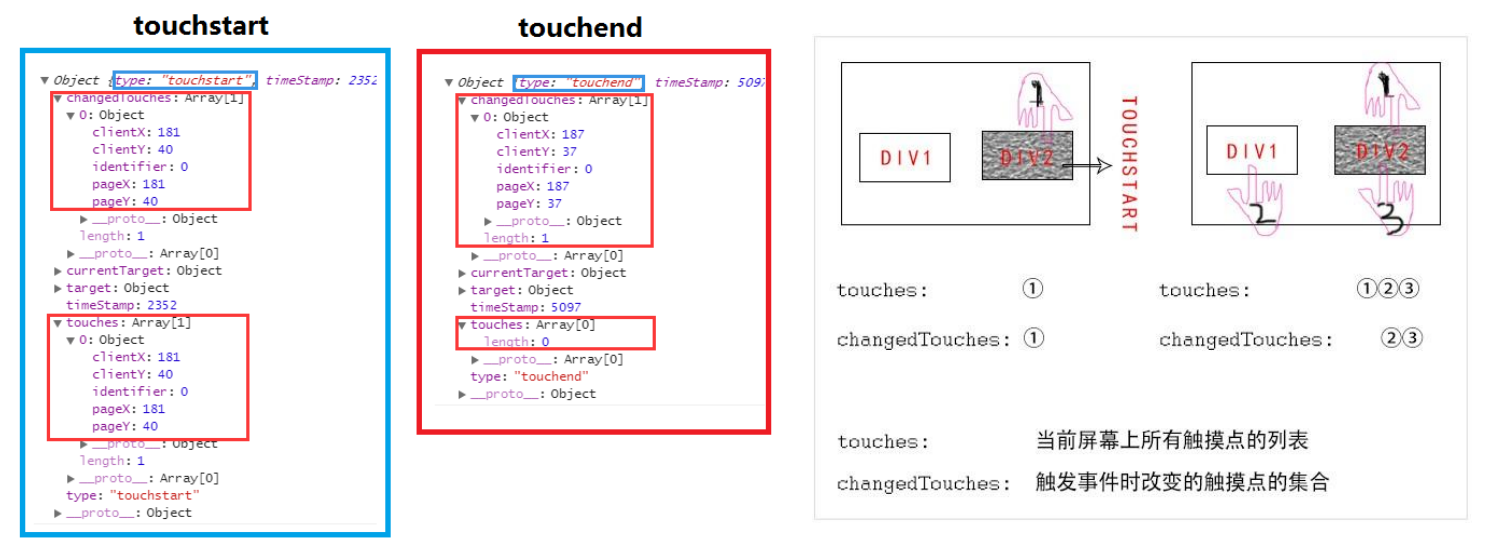 touchstart
▼ Object {type: "touchstart", timeStamp: 2352
▼ changedTouches: Array[1]
▼ 0: Object
clientX: 181
clientY: 40
identifier: 0
pageX: 181
pageY: 40
▶ __proto__: Object
length: 1
▶ __proto__: Array[0]
▶ currentTarget: Object
▶ target: Object
timeStamp: 2352
▼ touches: Array[1]
▼ 0: Object
clientX: 181
clientY: 40
identifier: 0
pageX: 181
pageY: 40
▶ __proto__: Object
length: 1
▶ __proto__: Array[0]
type: "touchstart"
▶ __proto__: Object
touchend
▼ Object {type: "touchend", timeStamp: 5097
▼ changedTouches: Array[1]
▼ 0: Object
clientX: 187
clientY: 37
identifier: 0
pageX: 187
pageY: 37
▶ __proto__: Object
length: 1
▶ __proto__: Array[0]
▶ currentTarget: Object
▶ target: Object
timeStamp: 5097
▼ touches: Array[0]
length: 0
▶ __proto__: Array[0]
type: "touchend"
▶ __proto__: Object
1
DIV1
DIV2
TOUCHSTART
1
DIV1
DIV2
2
3
touches: ①
touches: ①②③
changedTouches: ①
changedTouches: ②③
touches: 当前屏幕上所有触摸点的列表
changedTouches: 触发事件时改变的触摸点的集合